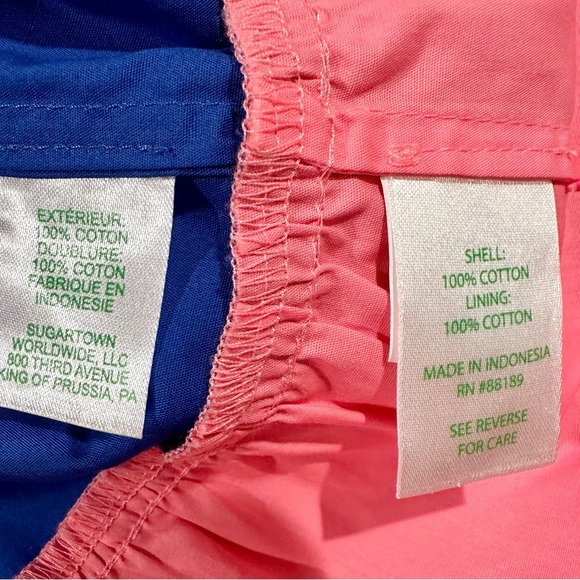 EXTÉRIEUR:
100% COTON
DOUBLURE:
100% COTON
FABRIQUE EN
INDONESIE
SUGARTOWN
WORLDWIDE, LLC
800 THIRD AVENUE
KING OF PRUSSIA, PA
SHELL:
100% COTTON
LINING:
100% COTTON
MADE IN INDONESIA
RN #88189
SEE REVERSE
FOR CARE